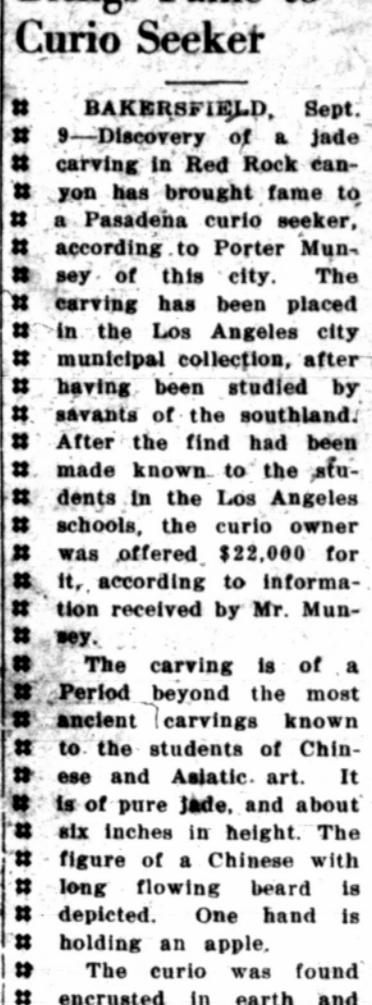 Curio Seeker
BAKERSFIELD, Sept.
9—Discovery of a jade
carving in Red Rock can-
yon has brought fame to
a Pasadena curio seeker,
according to Porter Mun-
sey of this city. The
carving has been placed
in the Los Angeles city
municipal collection, after
having been studied by
savants of the southland.
After the find had been
made known to the stu-
dents in the Los Angeles
schools, the curio owner
was offered $22,000 for
it, according to informa-
tion received by Mr. Mun-
sey.
The carving is of a
Period beyond the most
ancient carvings known
to the students of Chin-
ese and Asiatic art. It
is of pure jade, and about
six inches in height. The
figure of a Chinese with
long flowing beard is
depicted. One hand is
holding an apple.
The curio was found
encrusted in earth and